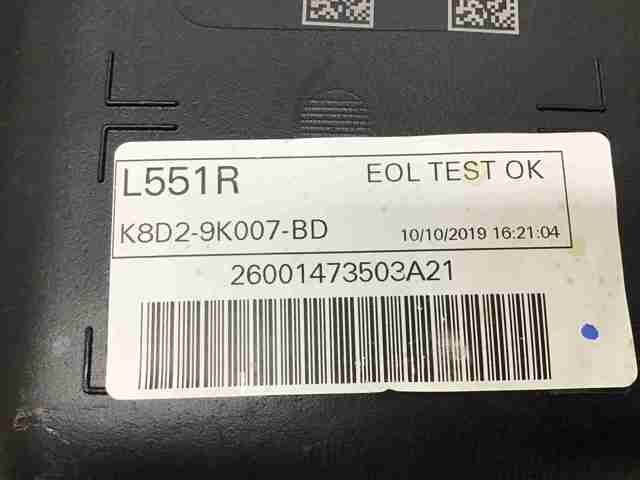 L551R EOL TEST OK
K8D2-9K007-BD 10/10/2019 16:21:04
26001473503A21